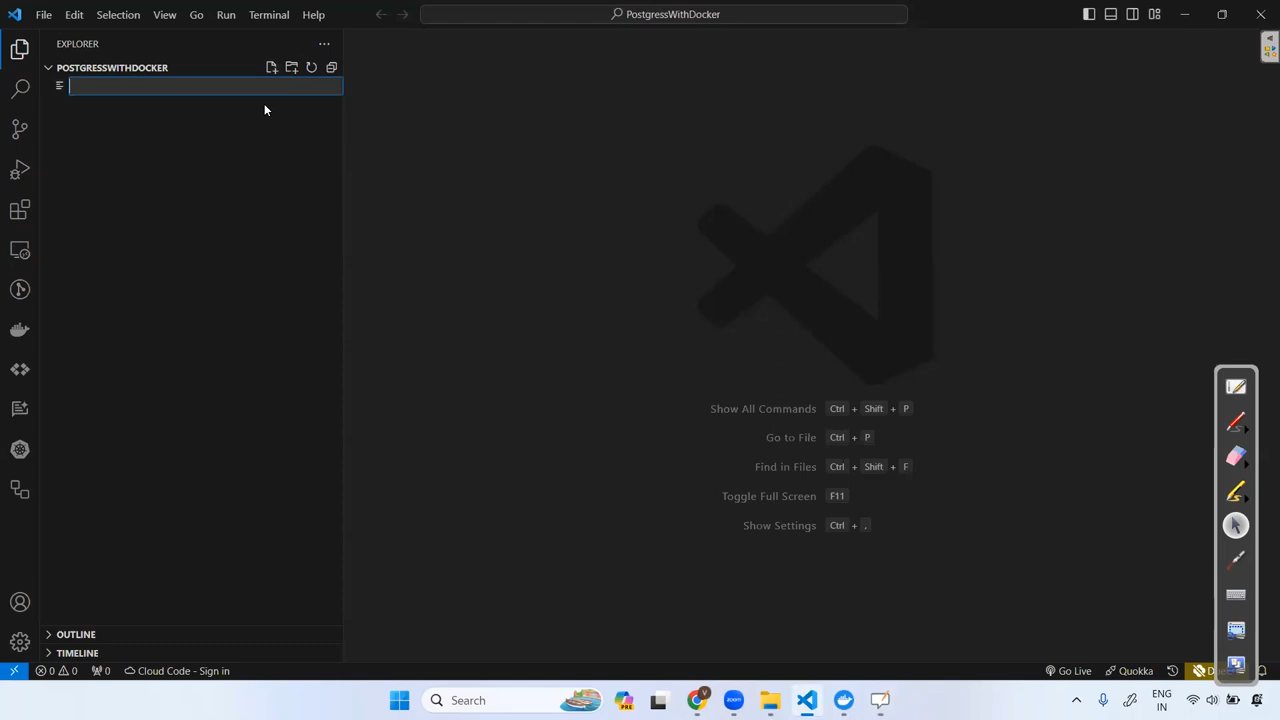 File Edit Selection View Go Run Terminal Help
PostgressWithDocker
EXPLORER
POSTGRESSWITHDOCKER
Show All Commands Ctrl + Shift + P
Go to File Ctrl + P
Find in Files Ctrl + Shift + F
Toggle Full Screen F11
Show Settings Ctrl + ,
OUTLINE
TIMELINE
0 0 0 Cloud Code - Sign in Go Live Quokka
Search
PRE
V
zoom
ENG
IN